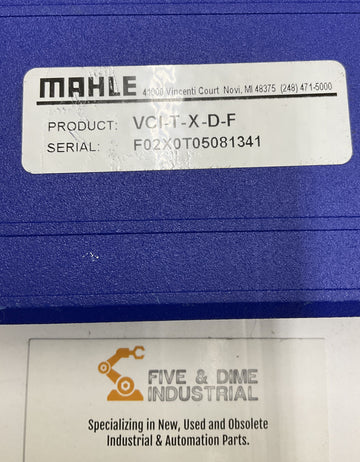 MAHLE 41000 Vincenti Court Novi, MI 48375 (248) 471-5000
PRODUCT: VCI-T-X-D-F
SERIAL: F02X0T05081341
FIVE & DIME
INDUSTRIAL
Specializing in New, Used and Obsolete
Industrial & Automation Parts.